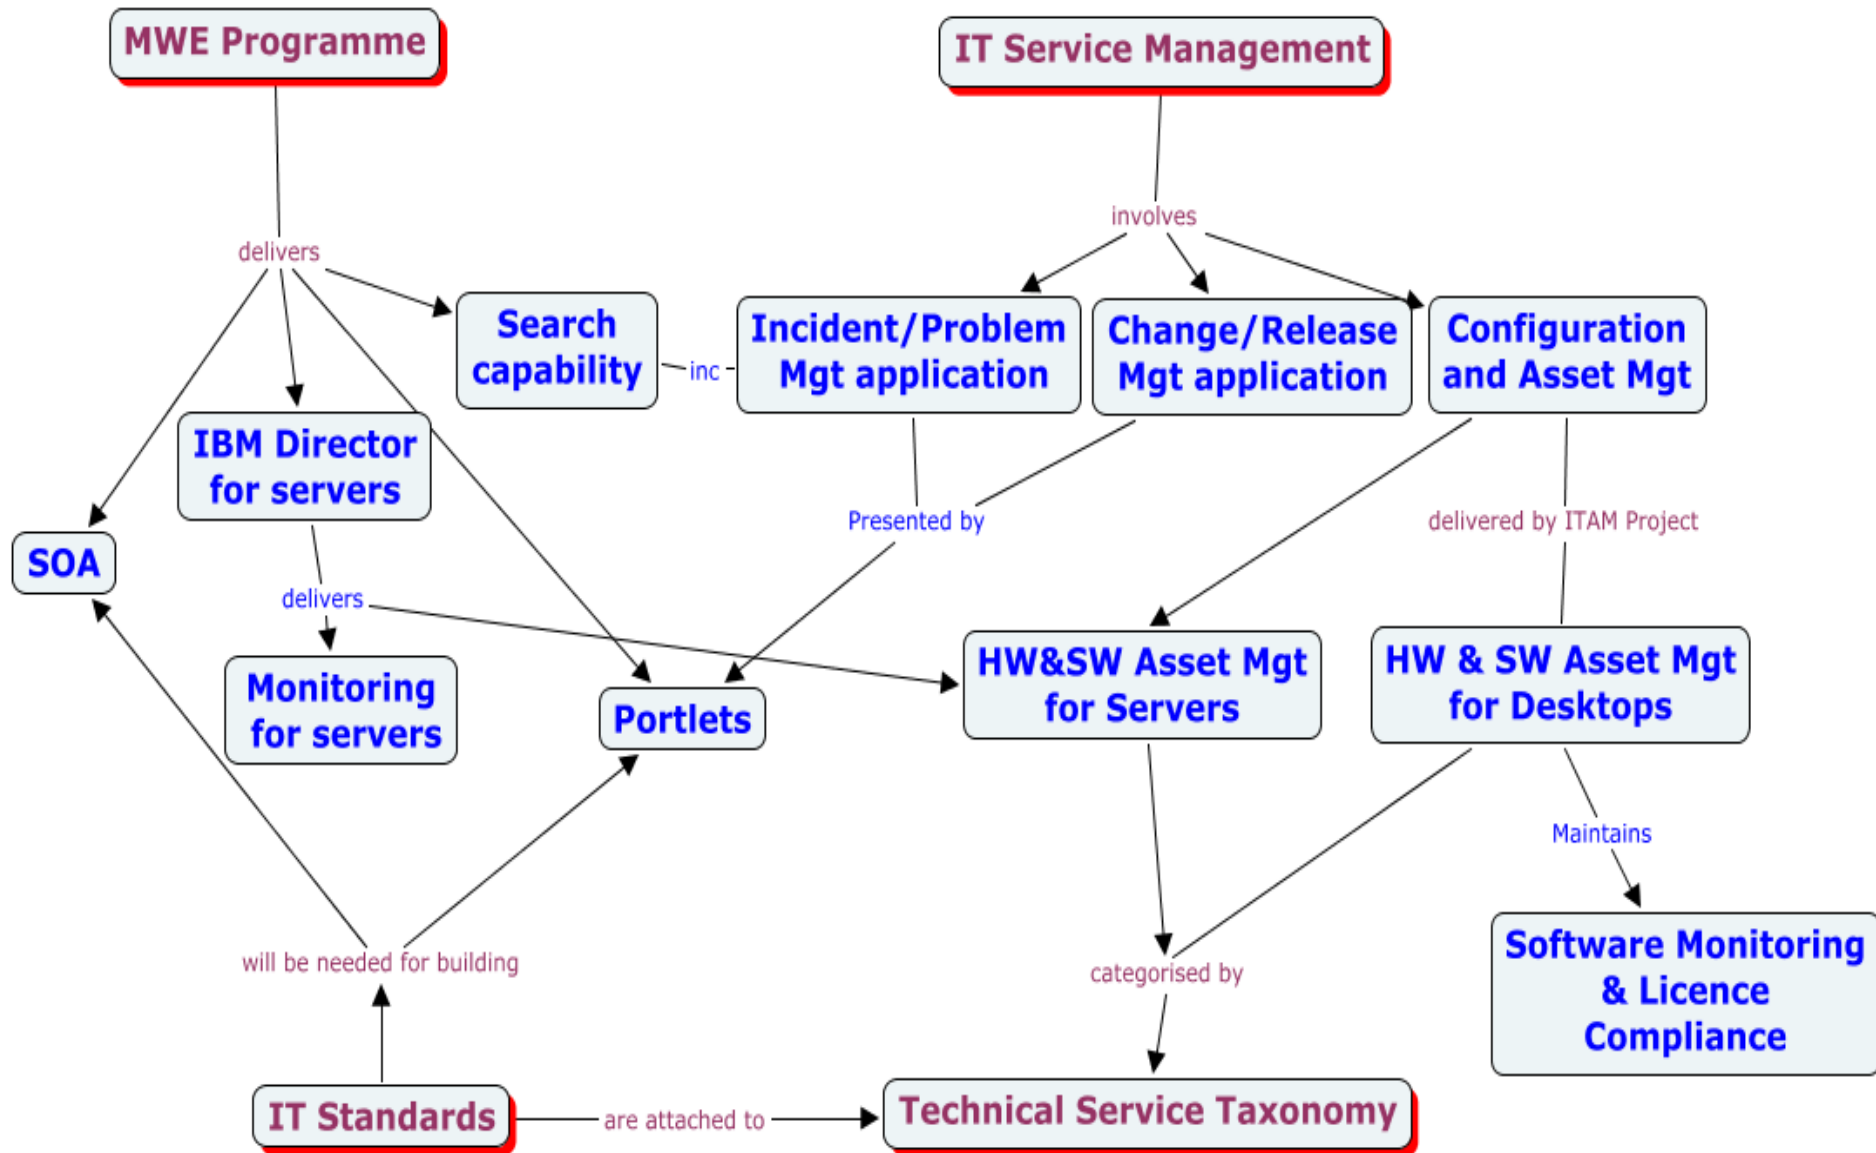 MWE Programme
IT Service Management
involves
delivers
Search
capability
inc
Incident/Problem
Mgt application
Change/Release
Mgt application
Configuration
and Asset Mgt
IBM Director
for servers
SOA
Presented by
delivered by ITAM Project
delivers
Monitoring
for servers
Portlets
HW&SW Asset Mgt
for Servers
HW & SW Asset Mgt
for Desktops
Maintains
Software Monitoring
& Licence
Compliance
will be needed for building
categorised by
IT Standards
are attached to
Technical Service Taxonomy